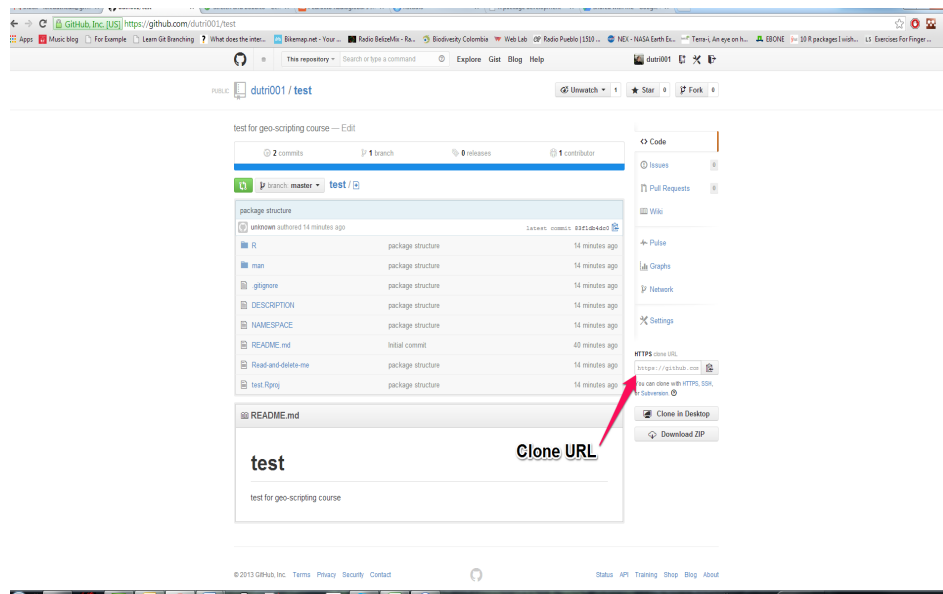 GitHub, Inc. [US] https://github.com/dutri001/test
Apps Music blog For Example Learn Git Branching What does the inter... Bikemap.net - Your ... Radio BelizeMix - Ra... Biodivesity Colombia Web Lab Radio Pueblo (1510 ... NEX - NASA Earth Ex... Terra-i, An eye on h... EBONE 10 R packages I wish... Exercises For Finger ...
This repository Search or type a command Explore Gist Blog Help dutri001
PUBLIC dutri001 / test Unwatch 1 Star 0 Fork 0
test for geo-scripting course — Edit
2 commits 1 branch 0 releases 1 contributor
branch: master test /
package structure
unknown authored 14 minutes ago latest commit
R package structure 14 minutes ago
man package structure 14 minutes ago
.gitignore package structure 14 minutes ago
DESCRIPTION package structure 14 minutes ago
NAMESPACE package structure 14 minutes ago
README.md Initial commit 40 minutes ago
Read-and-delete-me package structure 14 minutes ago
test.Rproj package structure 14 minutes ago
README.md
test
test for geo-scripting course
Code
Issues 0
Pull Requests 0
Wiki
Pulse
Graphs
Network
Settings
HTTPS clone URL
https://github.com
You can clone with HTTPS, SSH,
or Subversion.
Clone in Desktop
Download ZIP
Clone URL
© 2013 GitHub, Inc. Terms Privacy Security Contact Status API Training Shop Blog About